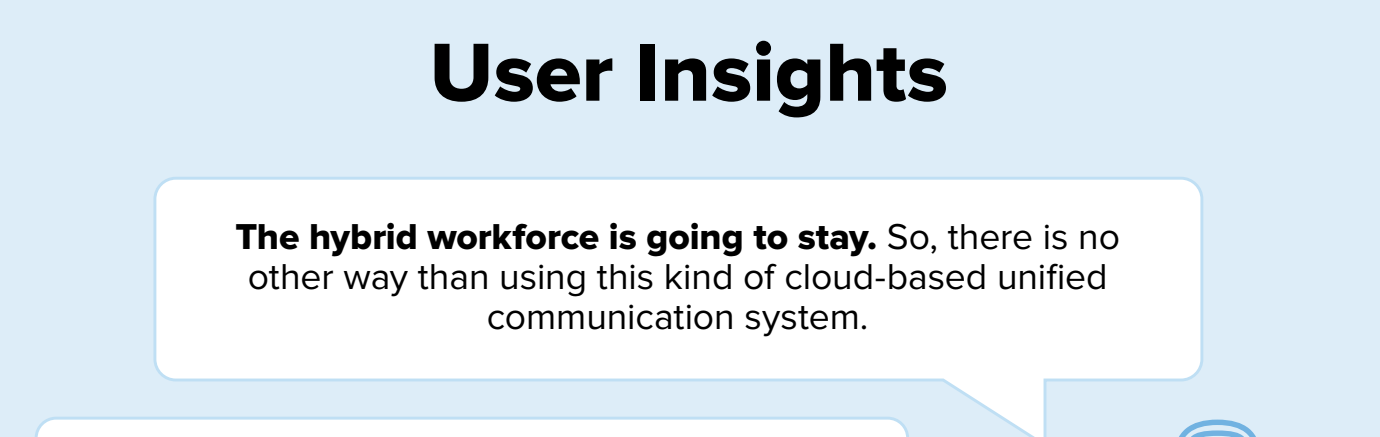 User Insights
The hybrid workforce is going to stay. So, there is no
other way than using this kind of cloud-based unified
communication system.